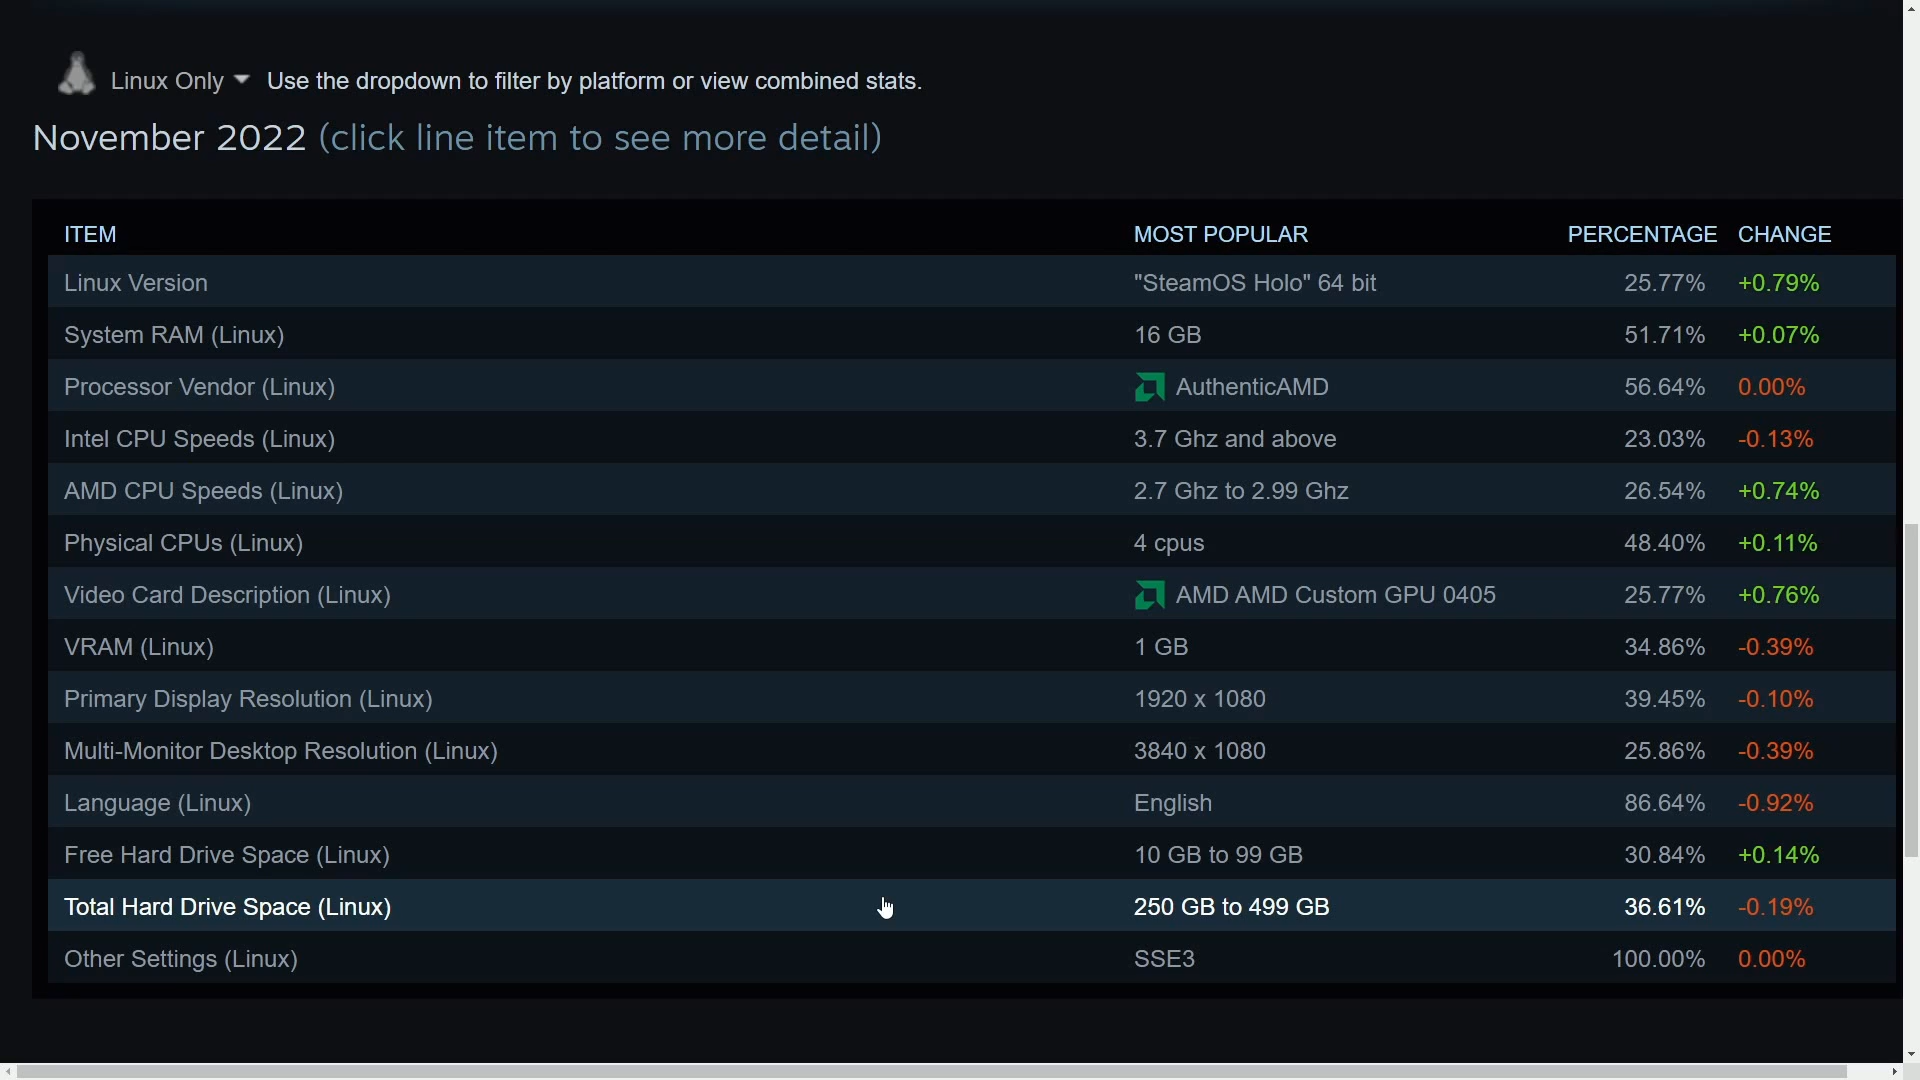 Linux Only Use the dropdown to filter by platform or view combined stats.
November 2022 (click line item to see more detail)
ITEM MOST POPULAR PERCENTAGE CHANGE
Linux Version "SteamOS Holo" 64 bit 25.77% +0.79%
System RAM (Linux) 16 GB 51.71% +0.07%
Processor Vendor (Linux) AuthenticAMD 56.64% 0.00%
Intel CPU Speeds (Linux) 3.7 Ghz and above 23.03% -0.13%
AMD CPU Speeds (Linux) 2.7 Ghz to 2.99 Ghz 26.54% +0.74%
Physical CPUs (Linux) 4 cpus 48.40% +0.11%
Video Card Description (Linux) AMD AMD Custom GPU 0405 25.77% +0.76%
VRAM (Linux) 1 GB 34.86% -0.39%
Primary Display Resolution (Linux) 1920 x 1080 39.45% -0.10%
Multi-Monitor Desktop Resolution (Linux) 3840 x 1080 25.86% -0.39%
Language (Linux) English 86.64% -0.92%
Free Hard Drive Space (Linux) 10 GB to 99 GB 30.84% +0.14%
Total Hard Drive Space (Linux) 250 GB to 499 GB 36.61% -0.19%
Other Settings (Linux) SSE3 100.00% 0.00%